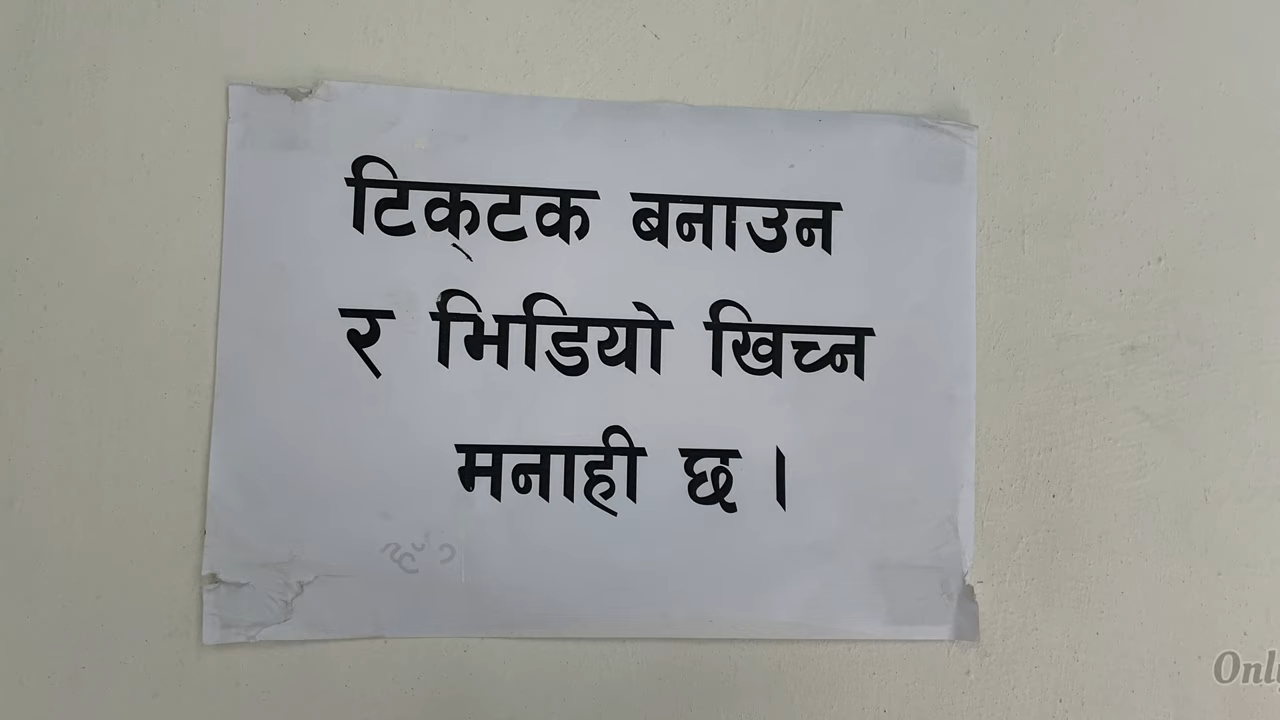 टिक्‌टक बनाउन
र भिडियो खिच्न
मनाही छ ।